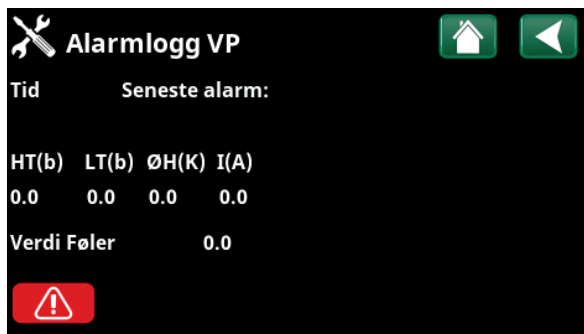 Alarmlogg VP
Tid Seneste alarm:
HT(b) LT(b) ØH(K) I(A)
0.0 0.0 0.0 0.0
Verdi Føler 0.0